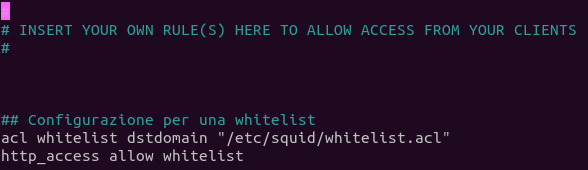 #
# INSERT YOUR OWN RULE(S) HERE TO ALLOW ACCESS FROM YOUR CLIENTS
#
## Configurazione per una whitelist
acl whitelist dstdomain "/etc/squid/whitelist.acl"
http_access allow whitelist